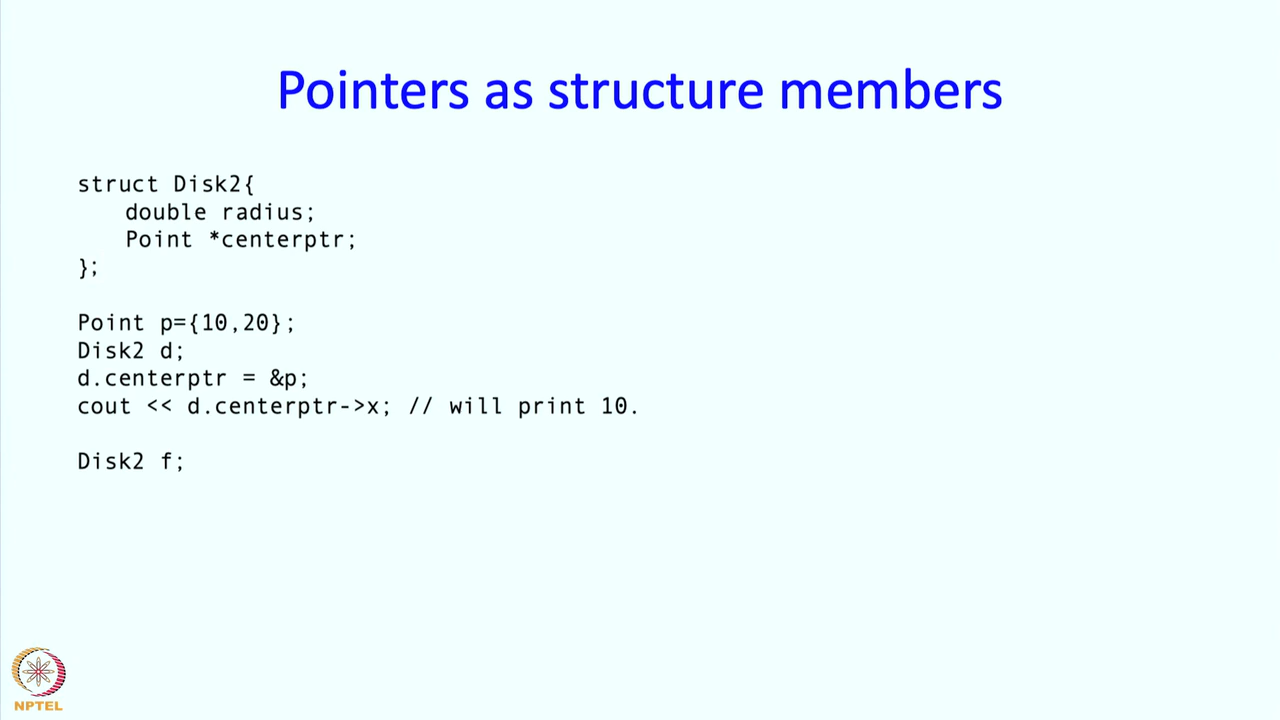 Pointers as structure members
struct Disk2{
double radius;
Point *centerptr;
};
Point p={10,20};
Disk2 d;
d.centerptr = &p;
cout << d.centerptr->x; // will print 10.
Disk2 f;
NPTEL